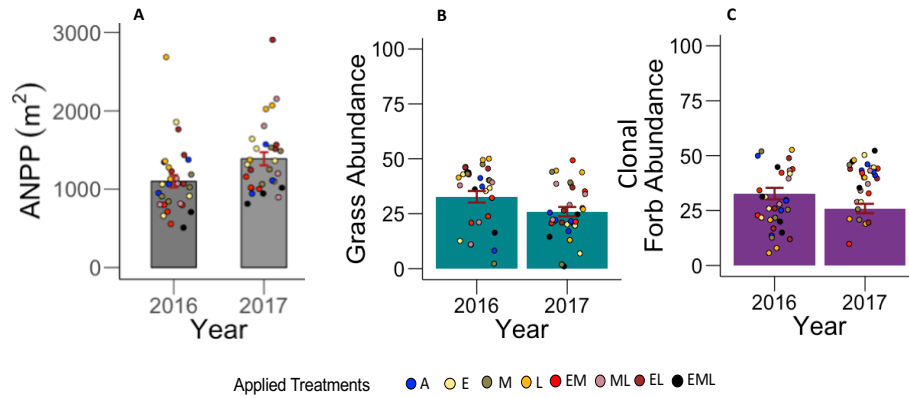 A
3000
2000
1000
0
ANPP (m²)
2016 2017
Year
B
100
75
50
25
0
Grass Abundance
2016 2017
Year
C
100
75
50
25
0
Clonal
Forb Abundance
2016 2017
Year
Applied Treatments A E M L EM ML EL EML